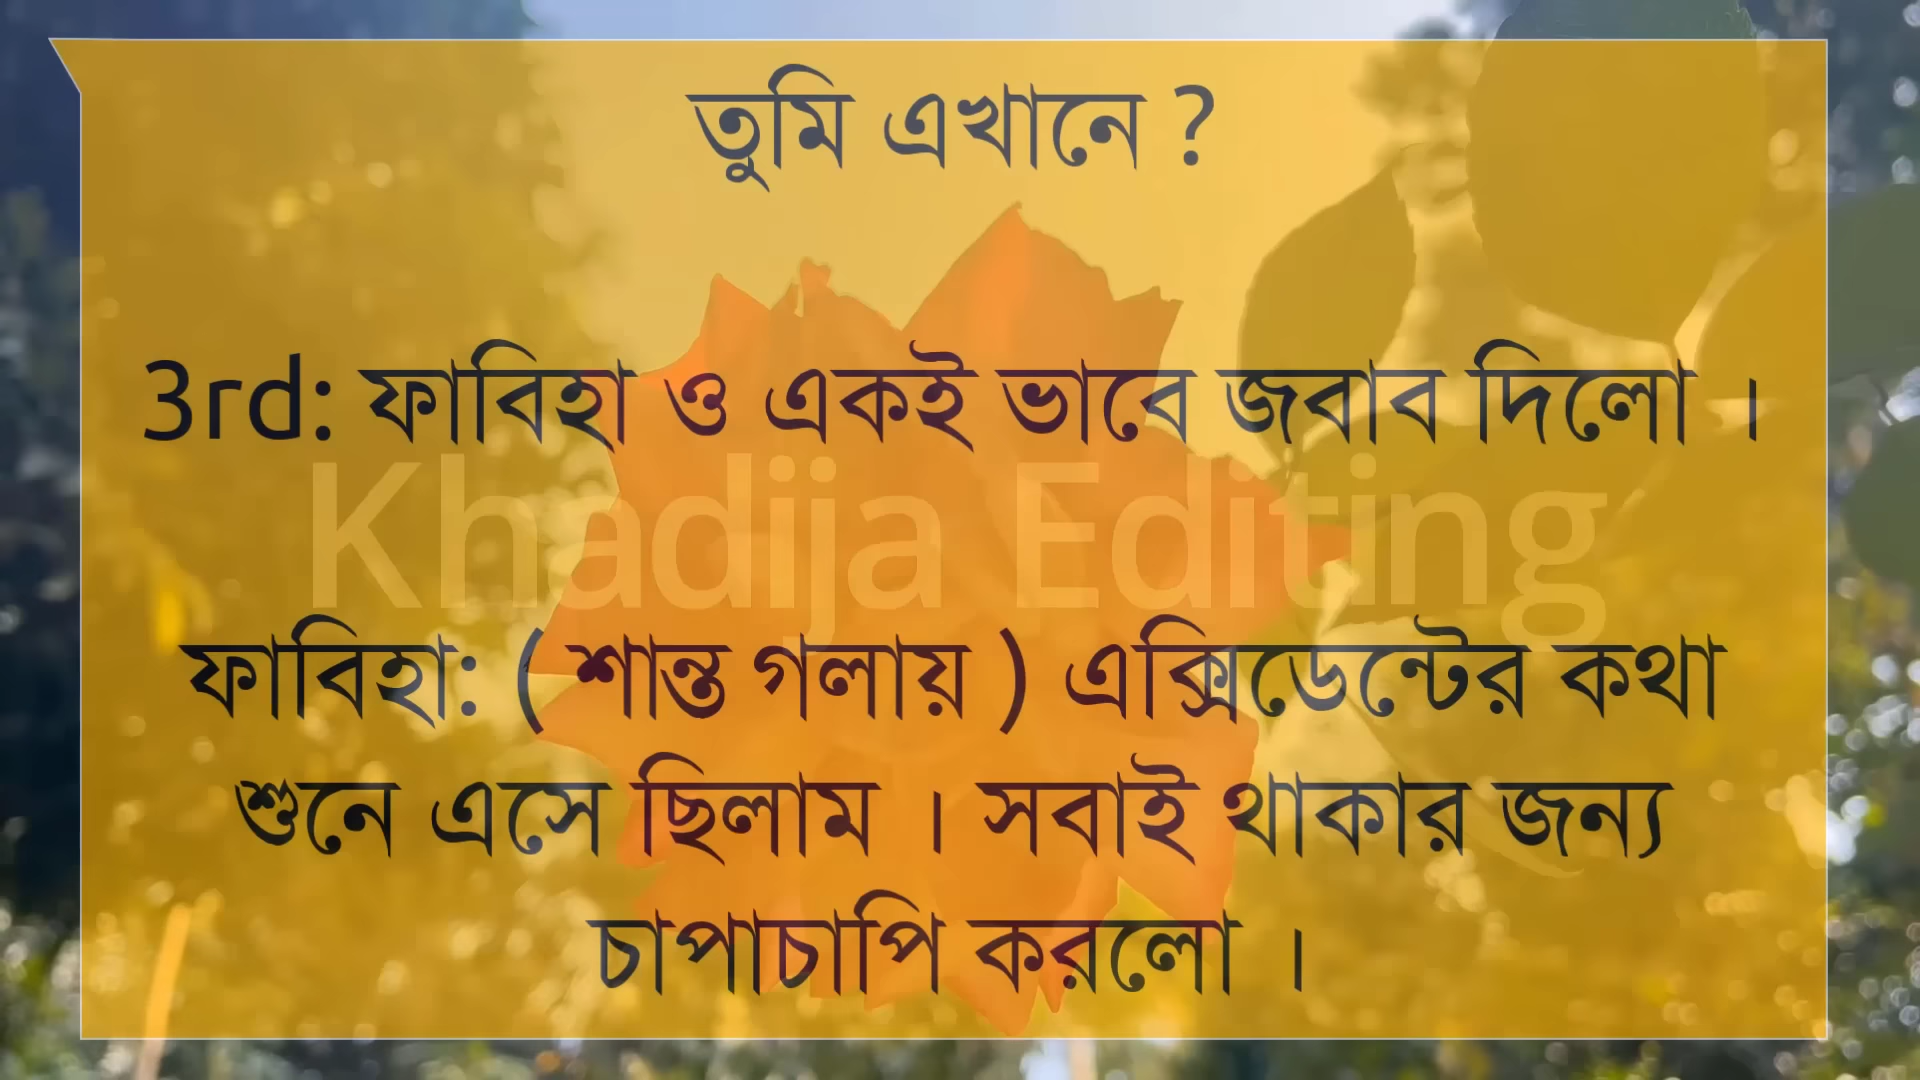 তুমি এখানে ?
3rd: ফাবিহা ও একই ভাবে জবাব দিলো ।
Khadija Editing
ফাবিহা: ( শান্ত গলায় ) এক্সিডেন্টের কথা
শুনে এসে ছিলাম । সবাই থাকার জন্য
চাপাচাপি করলো ।